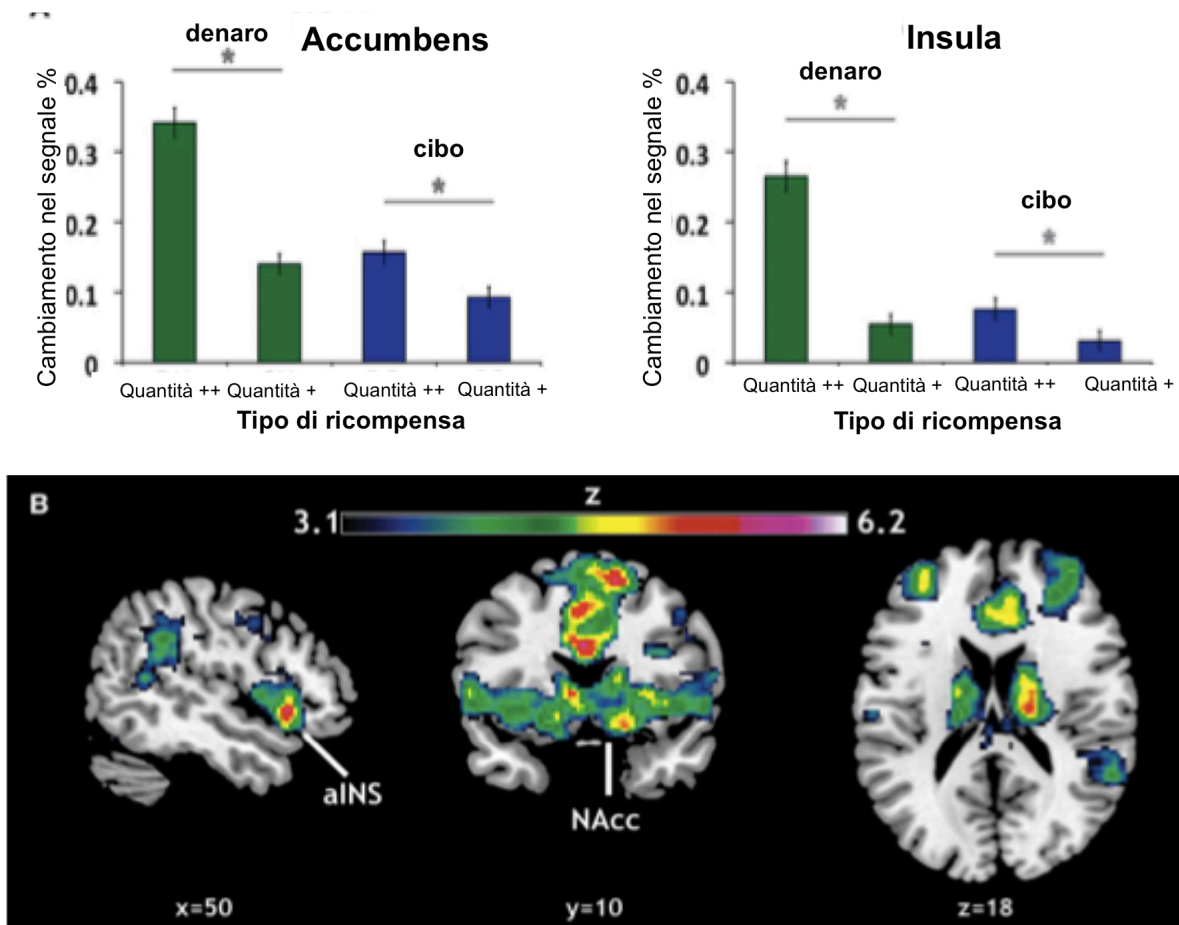 denaro
Accumbens
Cambiamento nel segnale %
0.4
0.3
0.2
0.1
0
*
cibo
*
Quantità ++ Quantità + Quantità ++ Quantità +
Tipo di ricompensa
Insula
denaro
Cambiamento nel segnale %
0.4
0.3
0.2
0.1
0
*
cibo
*
Quantità ++ Quantità + Quantità ++ Quantità +
Tipo di ricompensa
B
z
3.1 6.2
aINS
NAcc
x=50 y=10 z=18